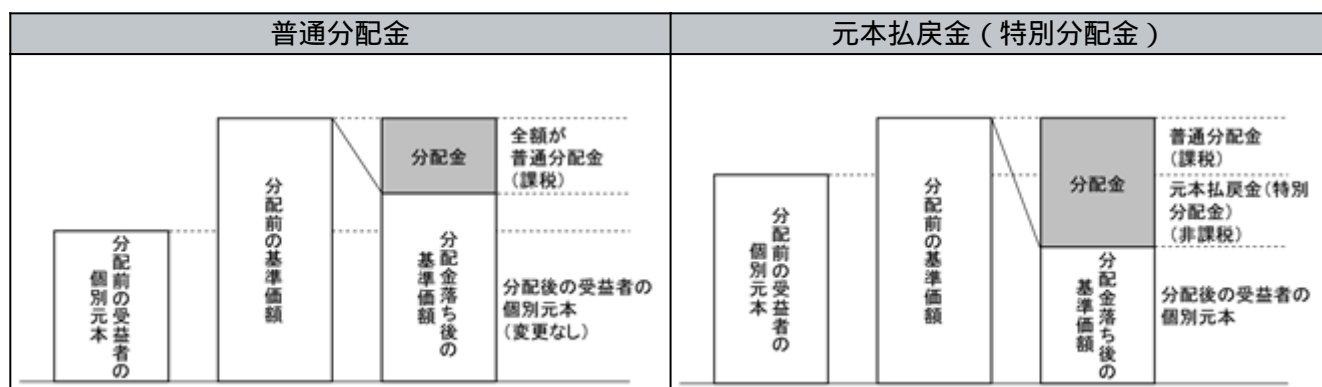 普通分配金
分配前の受益者の
個別元本
分配前の基準価額
分配金
分配金落ち後の
基準価額
全額が
普通分配金
(課税)
分配後の受益者の
個別元本
(変更なし)
元本払戻金(特別分配金)
分配前の受益者の
個別元本
分配前の基準価額
分配金
分配金落ち後の
基準価額
普通分配金
(課税)
元本払戻金(特別
分配金)
(非課税)
分配後の受益者の
個別元本